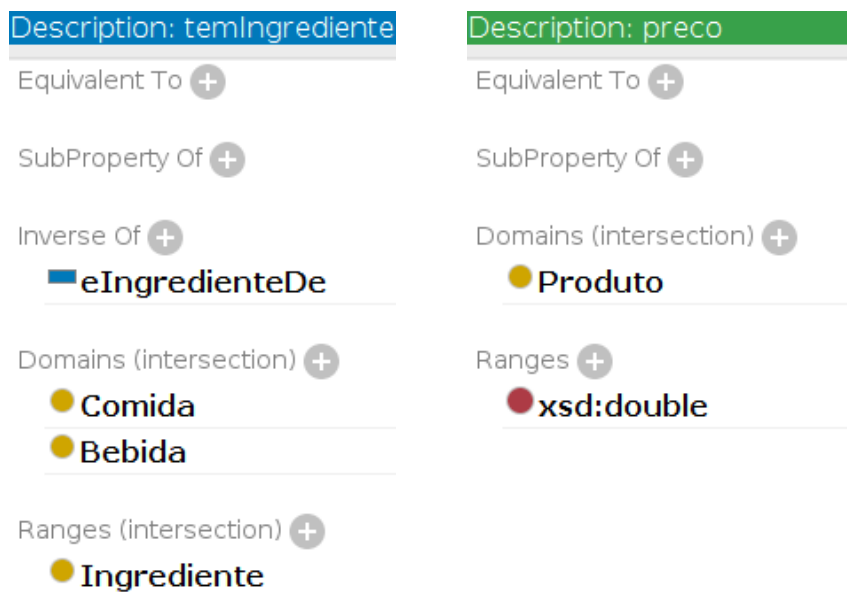 Description: temIngrediente
Equivalent To
SubProperty Of
Inverse Of
eIngredienteDe
Domains (intersection)
Comida
Bebida
Ranges (intersection)
Ingrediente
Description: preco
Equivalent To
SubProperty Of
Domains (intersection)
Produto
Ranges
xsd:double